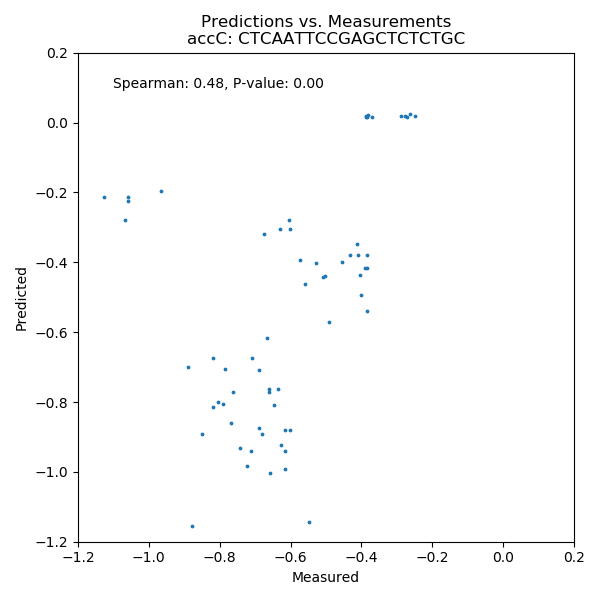 Predictions vs. Measurements
accC: CTCAATTCCGAGCTCTCTGC
Spearman: 0.48, P-value: 0.00
0.2
0.0
−0.2
−0.4
−0.6
−0.8
−1.0
−1.2
Predicted
−1.2 −1.0 −0.8 −0.6 −0.4 −0.2 0.0 0.2
Measured